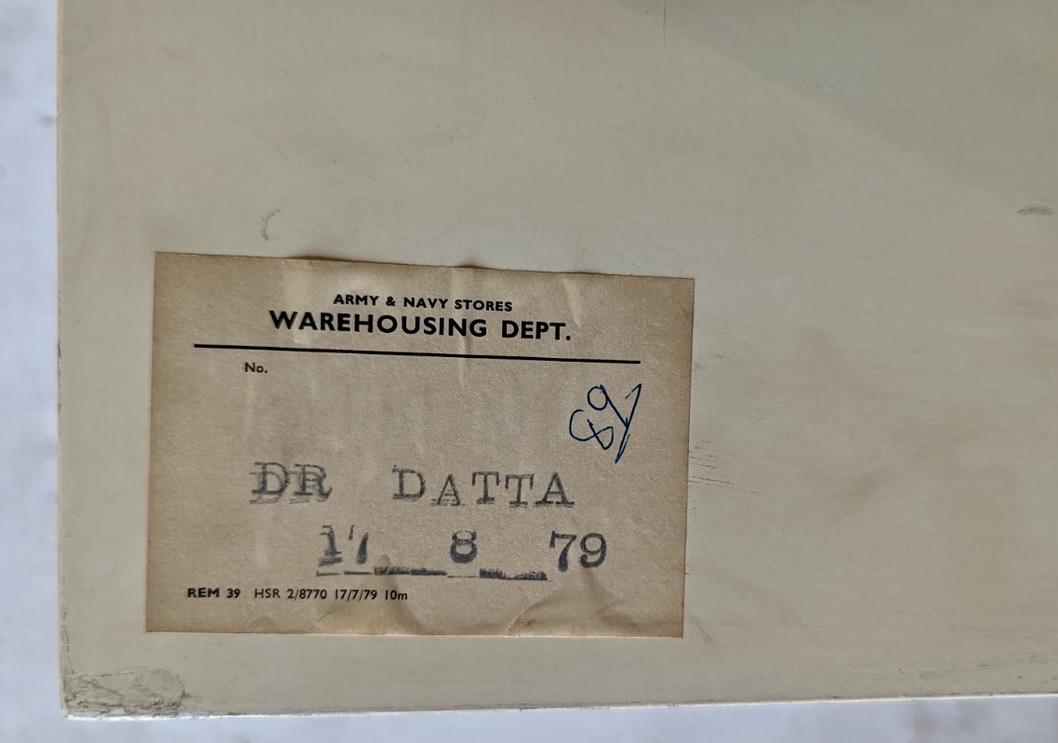 ARMY & NAVY STORES
WAREHOUSING DEPT.
No.
89
DR DATTA
17 8 79
REM 39 HSR 2/8770 17/7/79 10m